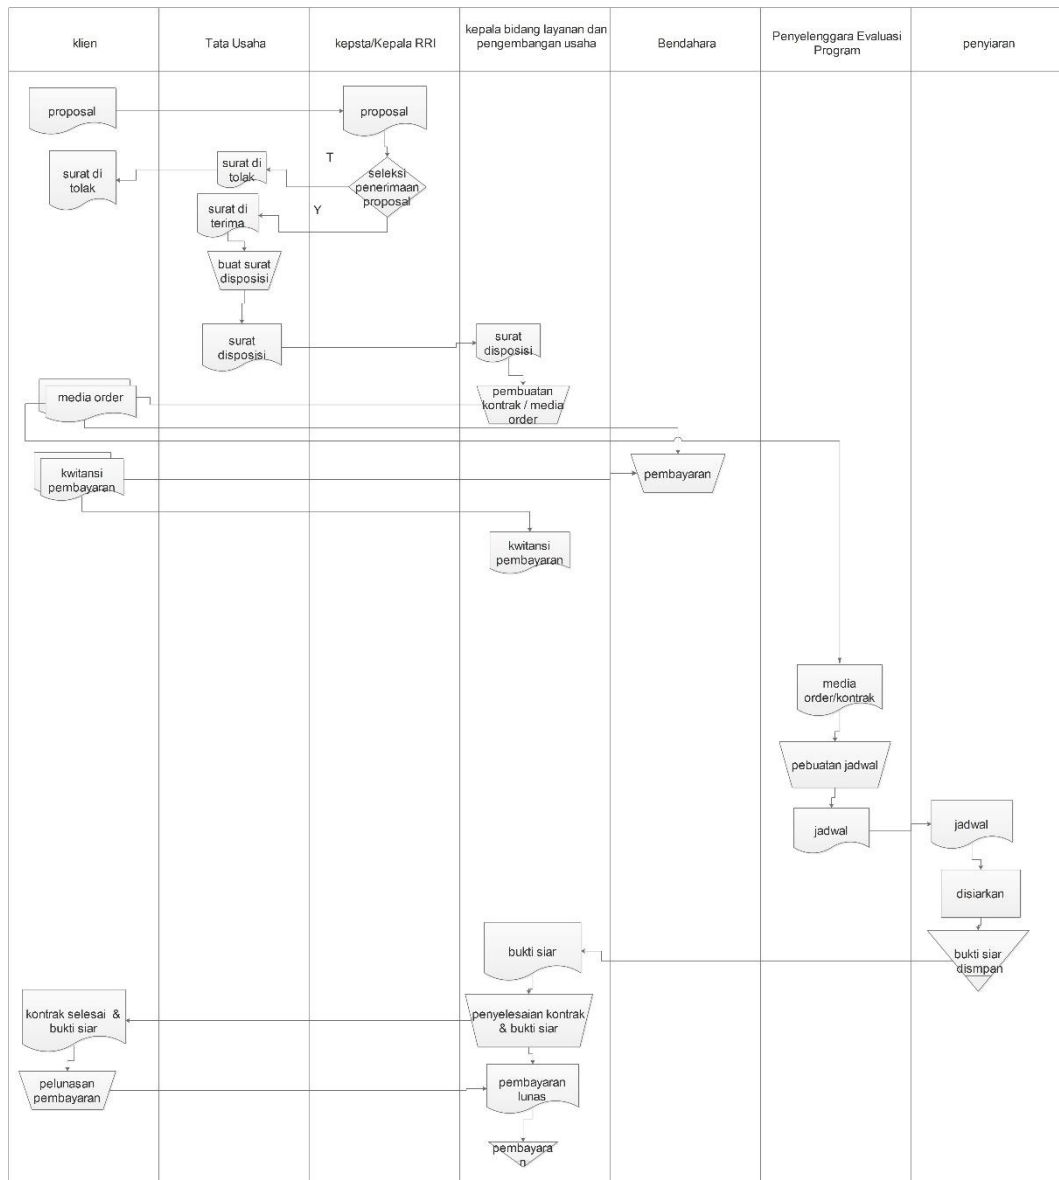 klien
Tata Usaha
kepsta/Kepala RRI
kepala bidang layanan dan
pengembangan usaha
Bendahara
Penyelenggara Evaluasi
Program
penyiaran
proposal
proposal
surat di
tolak
surat di
tolak
T
seleksi
penerimaan
proposal
surat di
terima
Y
buat surat
disposisi
surat
disposisi
surat
disposisi
media order
pembuatan
kontrak / media
order
kwitansi
pembayaran
pembayaran
kwitansi
pembayaran
media
order/kontrak
pebuatan jadwal
jadwal
jadwal
disiarkan
bukti siar
bukti siar
dismpan
kontrak selesai &
bukti siar
penyelesaian kontrak
& bukti siar
pelunasan
pembayaran
pembayaran
lunas
pembayara
n